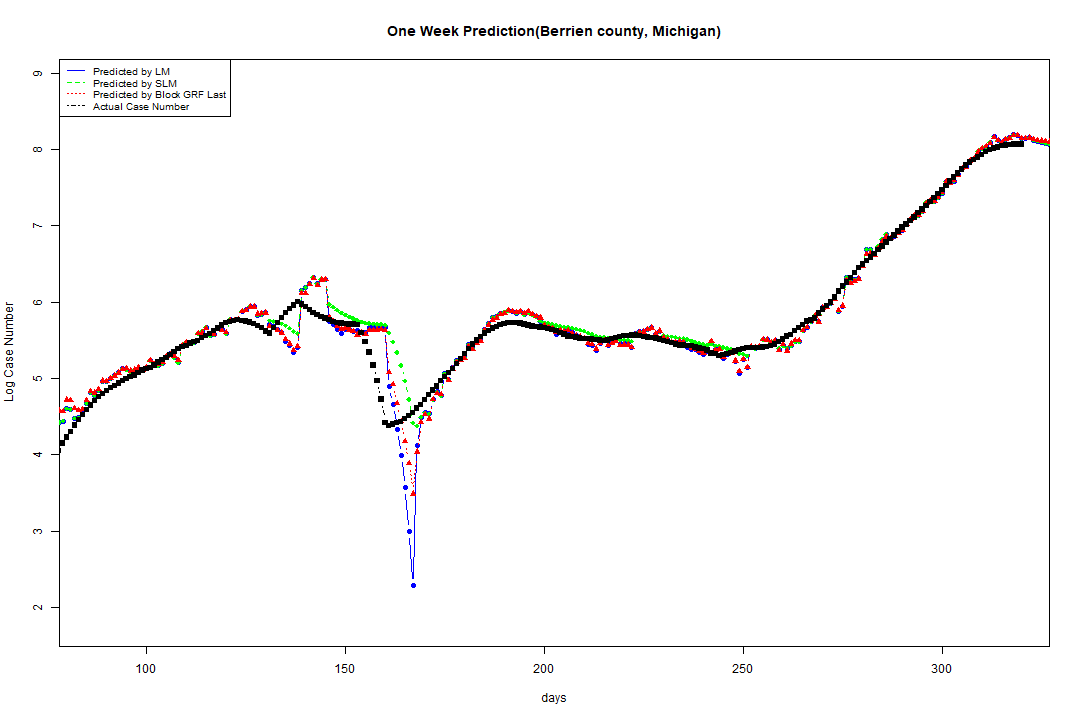 One Week Prediction(Berrien county, Michigan)
Predicted by LM
Predicted by SLM
Predicted by Block GRF Last
Actual Case Number
9
8
7
6
5
4
3
2
Log Case Number
100 150 200 250 300
days